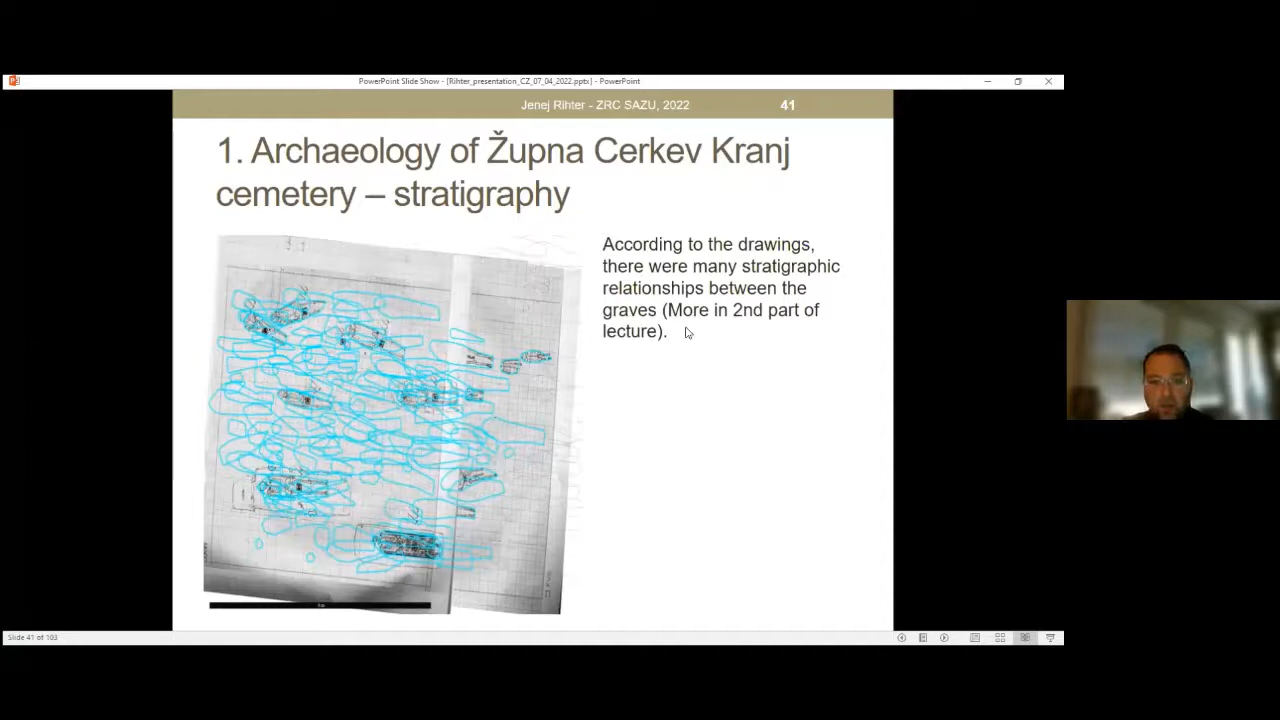 PowerPoint Slide Show - [Rihter_presentation_CZ_07_04_2022.pptx] - PowerPoint
Jenej Rihter - ZRC SAZU, 2022
41
1. Archaeology of Župna Cerkev Kranj
cemetery – stratigraphy
According to the drawings,
there were many stratigraphic
relationships between the
graves (More in 2nd part of
lecture).
Slide 41 of 103